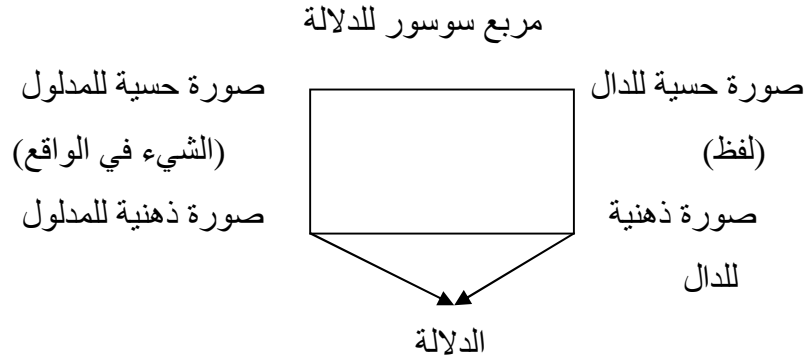 مربع سوسور للدلالة
صورة حسية للدال صورة حسية للمدلول
(لفظ) (الشيء في الواقع)
صورة ذهنية صورة ذهنية للمدلول
للدال
الدلالة